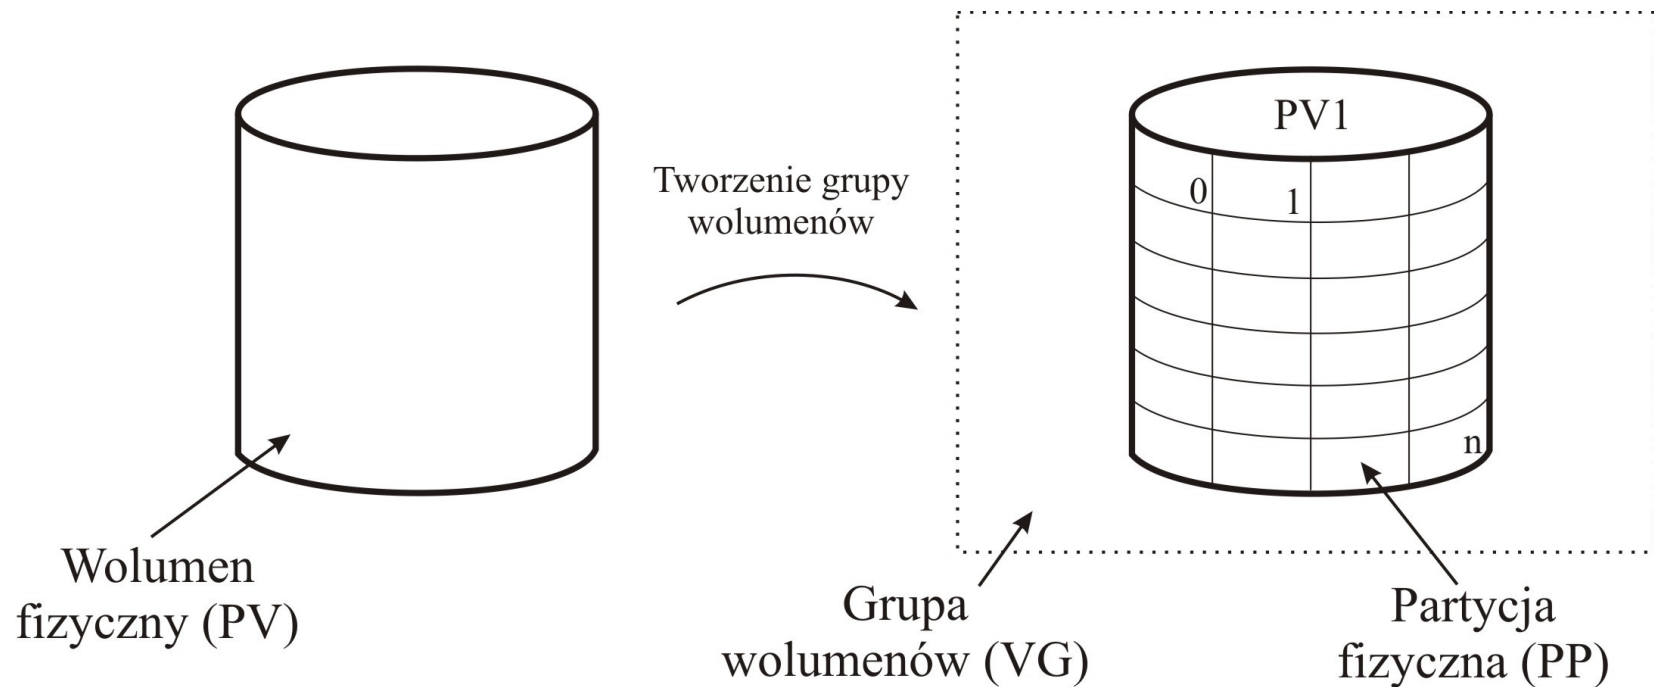 PV1
Tworzenie grupy
wolumenów
0
1
n
Wolumen
fizyczny (PV)
Grupa
wolumenów (VG)
Partycja
fizyczna (PP)